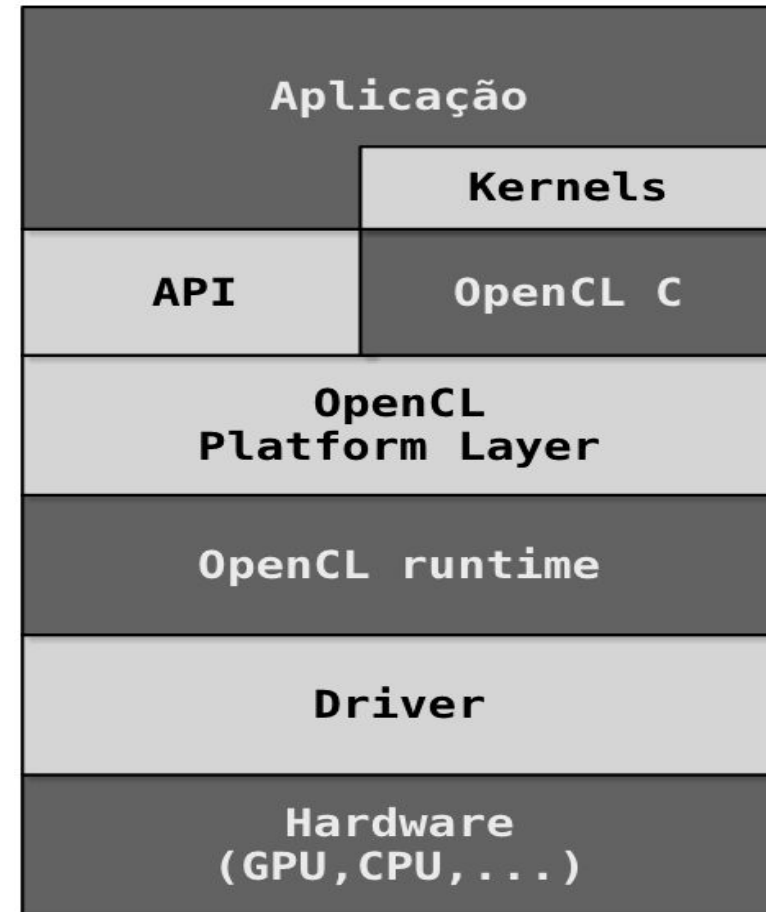 Aplicação
Kernels
API
OpenCL C
OpenCL
Platform Layer
OpenCL runtime
Driver
Hardware
(GPU,CPU,...)